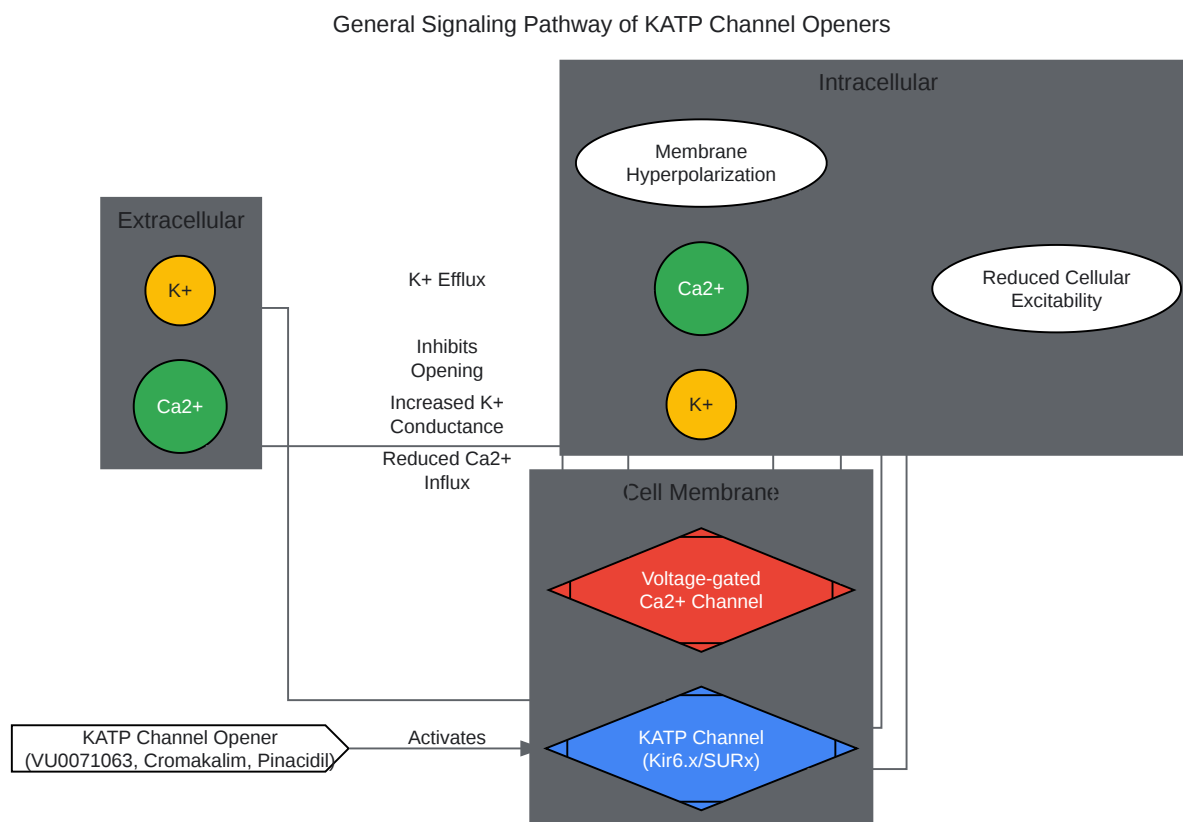 General Signaling Pathway of KATP Channel Openers
Intracellular
Membrane
Hyperpolarization
Extracellular
K+
Ca2+
K+ Efflux
Inhibits
Opening
Increased K+
Conductance
Reduced Ca2+
Influx
Ca2+
K+
Reduced Cellular
Excitability
Cell Membrane
Voltage-gated
Ca2+ Channel
KATP Channel Opener
(VU0071063, Cromakalim, Pinacidil)
Activates
KATP Channel
(Kir6.x/SURx)